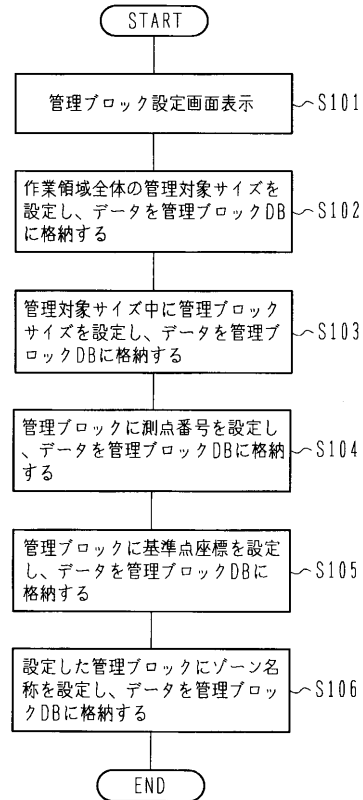 START
管理ブロック設定画面表示
S101
作業領域全体の管理対象サイズを
設定し、データを管理ブロックDB
に格納する
S102
管理対象サイズ中に管理ブロック
サイズを設定し、データを管理ブ
ロックDBに格納する
S103
管理ブロックに測点番号を設定し
、データを管理ブロックDBに格納
する
S104
管理ブロックに基準点座標を設定
し、データを管理ブロックDBに
格納する
S105
設定した管理ブロックにゾーン名
称を設定し、データを管理ブロッ
クDBに格納する
S106
END